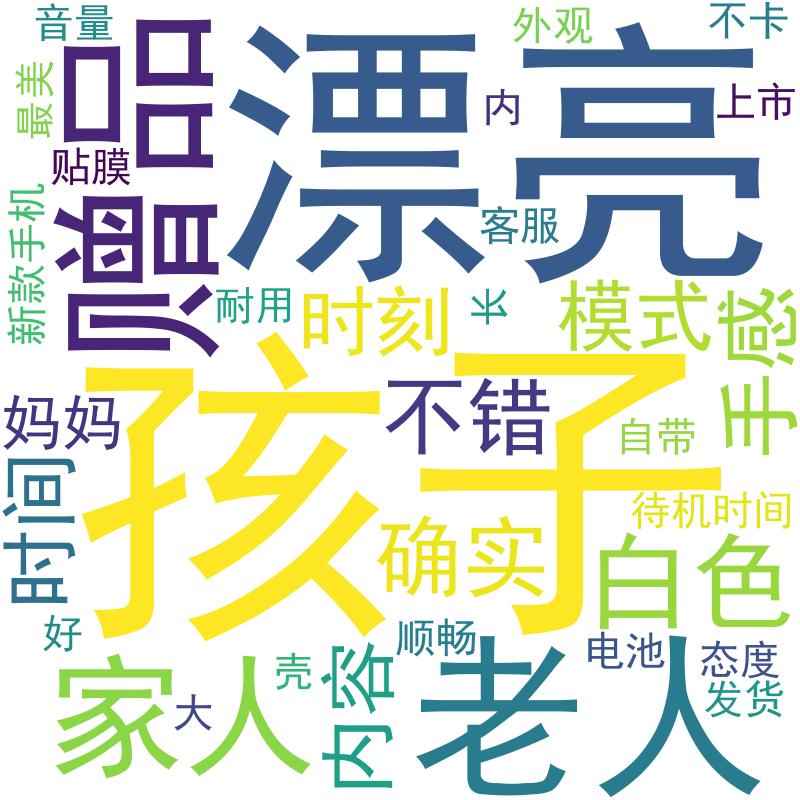 音量
外观
不卡
漂亮
赠品
最美
内
上市
贴膜
新款手机
客服
耐用
时刻
长
模式
手感
孩子
妈妈
不错
自带
时间
待机时间
确实
白色
好
顺畅
家人
壳
内容
老人
电池
态度
大
发货